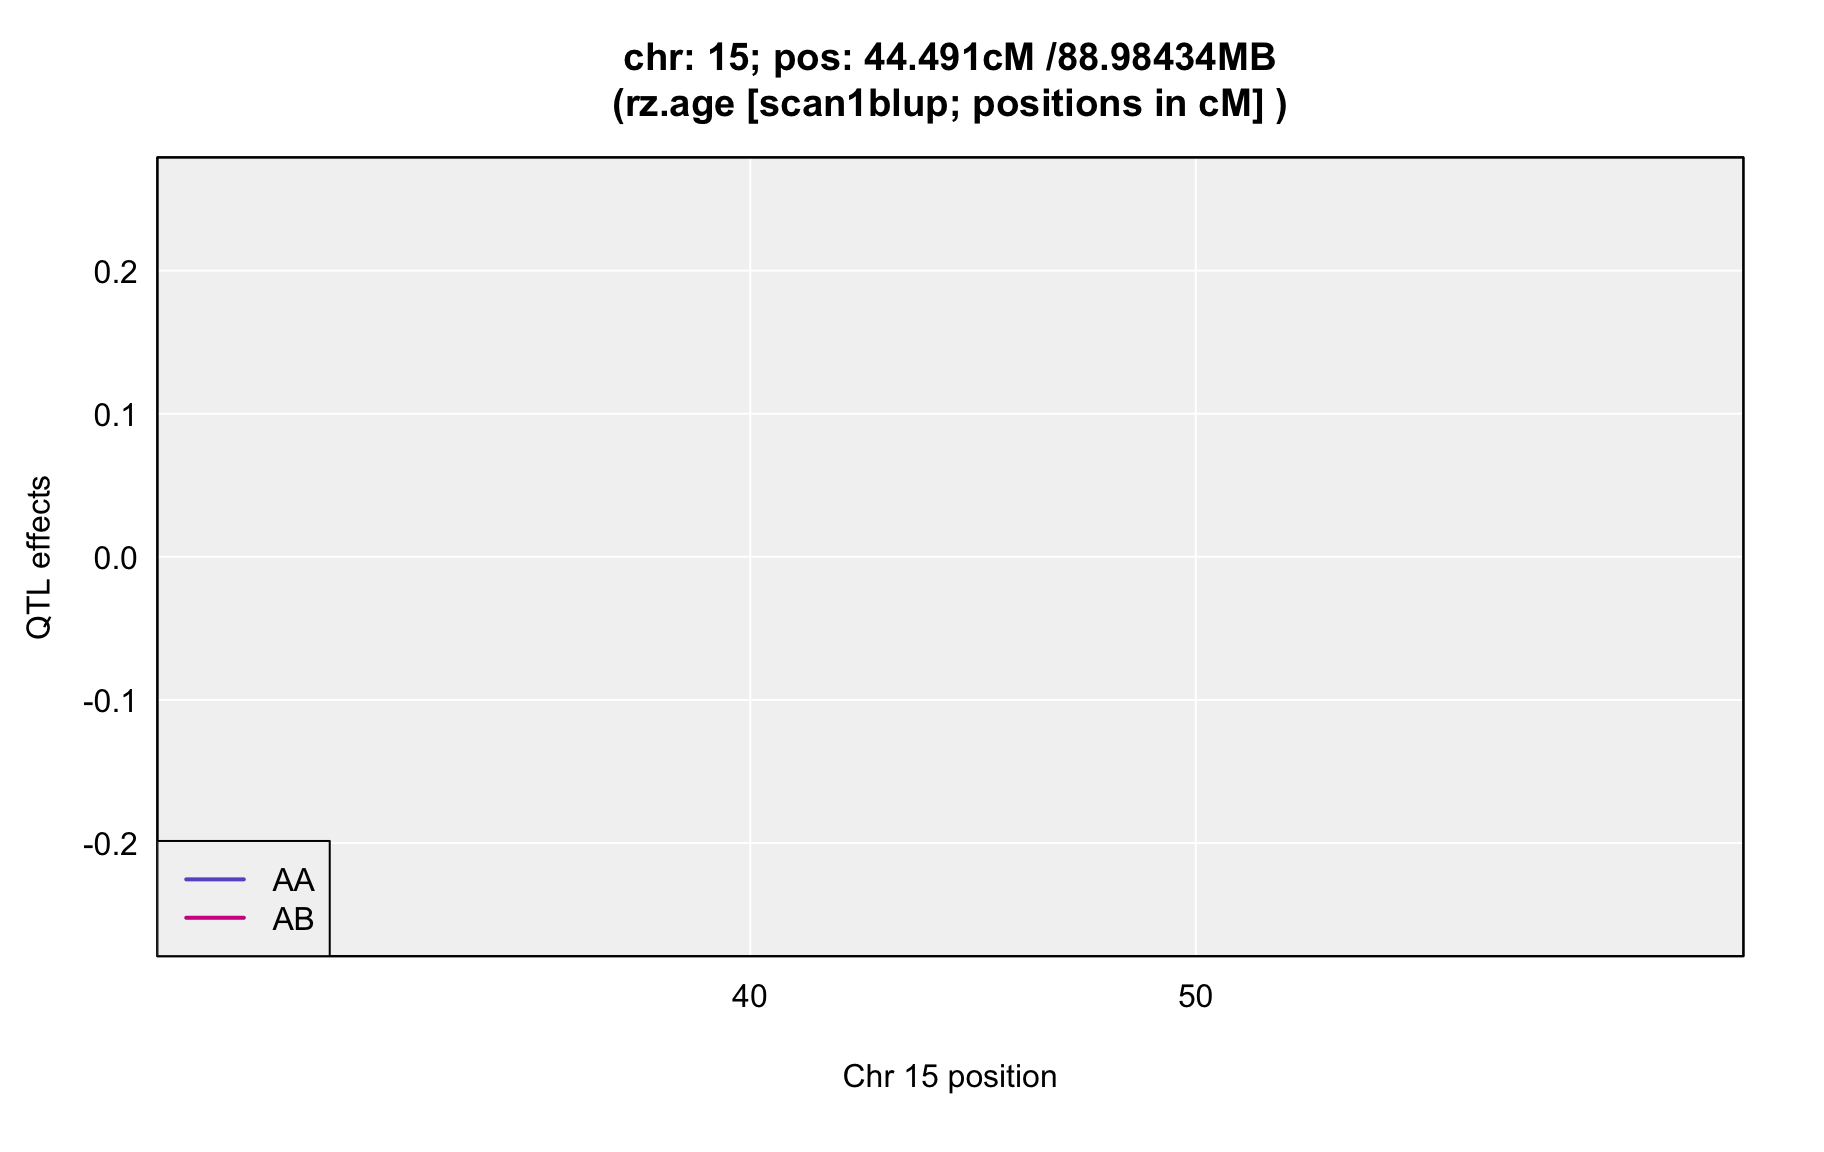 chr: 15; pos: 44.491cM /88.98434MB
(rz.age [scan1blup; positions in cM] )
QTL effects
0.2
0.1
0.0
-0.1
-0.2
AA
AB
40
50
Chr 15 position